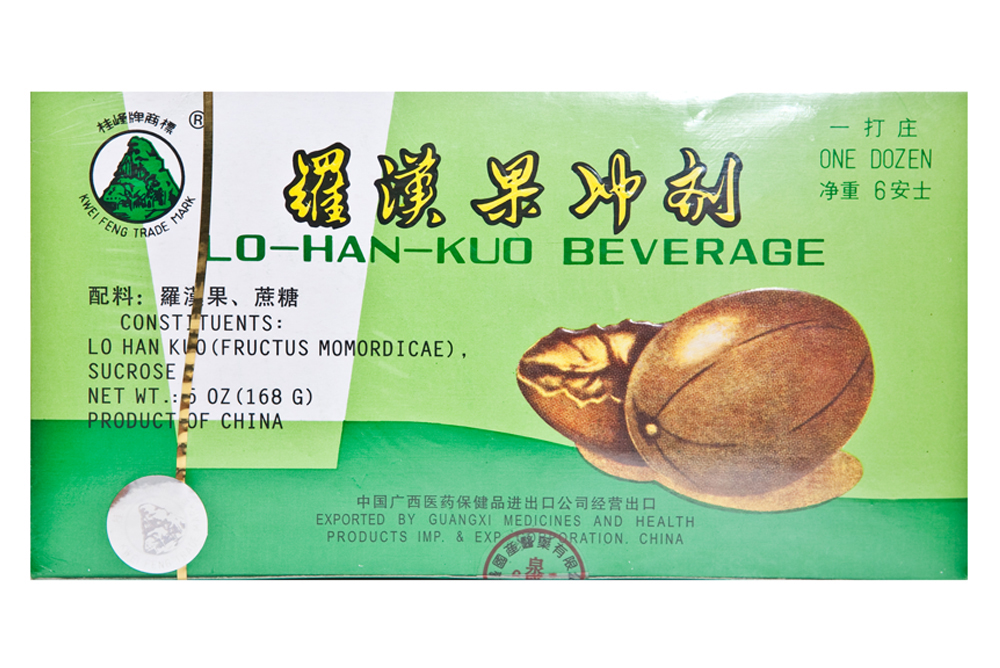 桂峰牌商標
®
KWEI FENG TRADE MARK
一打庄
ONE DOZEN
净重 6安士
羅漢果冲剂
LO-HAN-KUO BEVERAGE
配料: 羅漢果、蔗糖
CONSTITUENTS:
LO HAN KUO(FRUCTUS MOMORDICAE),
SUCROSE
NET WT.: 5 OZ(168 G)
PRODUCT OF CHINA
中国广西医药保健品进出口公司经营出口
EXPORTED BY GUANGXI MEDICINES AND HEALTH
PRODUCTS IMP. & EXP. CORPORATION. CHINA